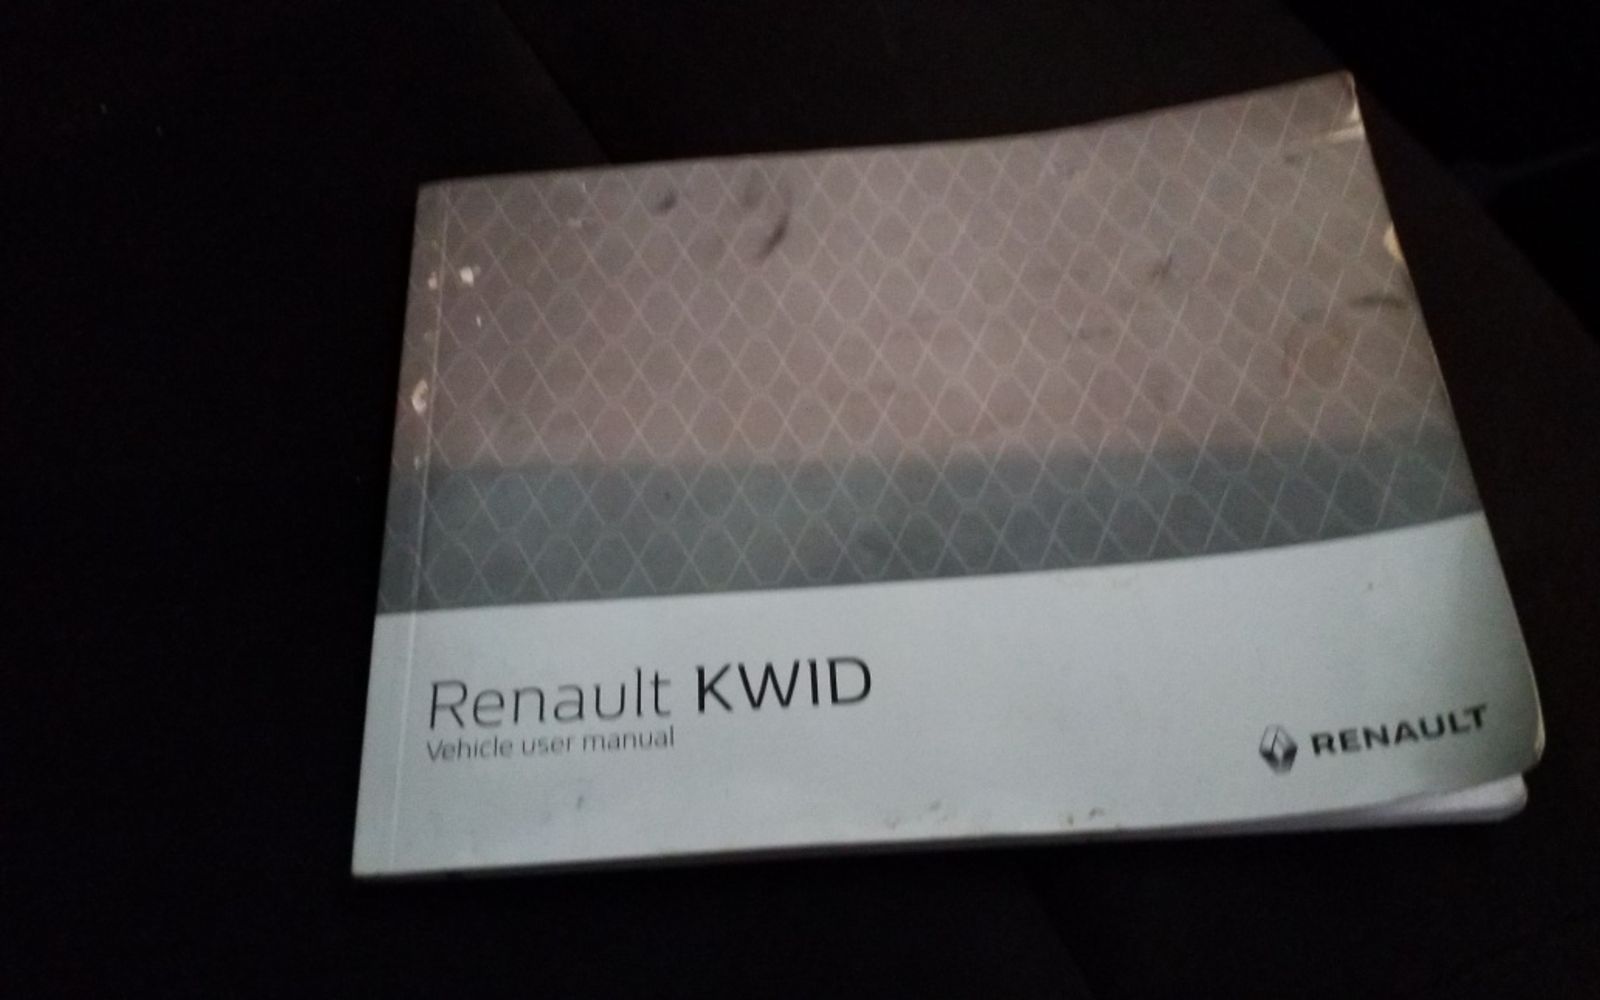 Renault KWID
Vehicle user manual
RENAULT